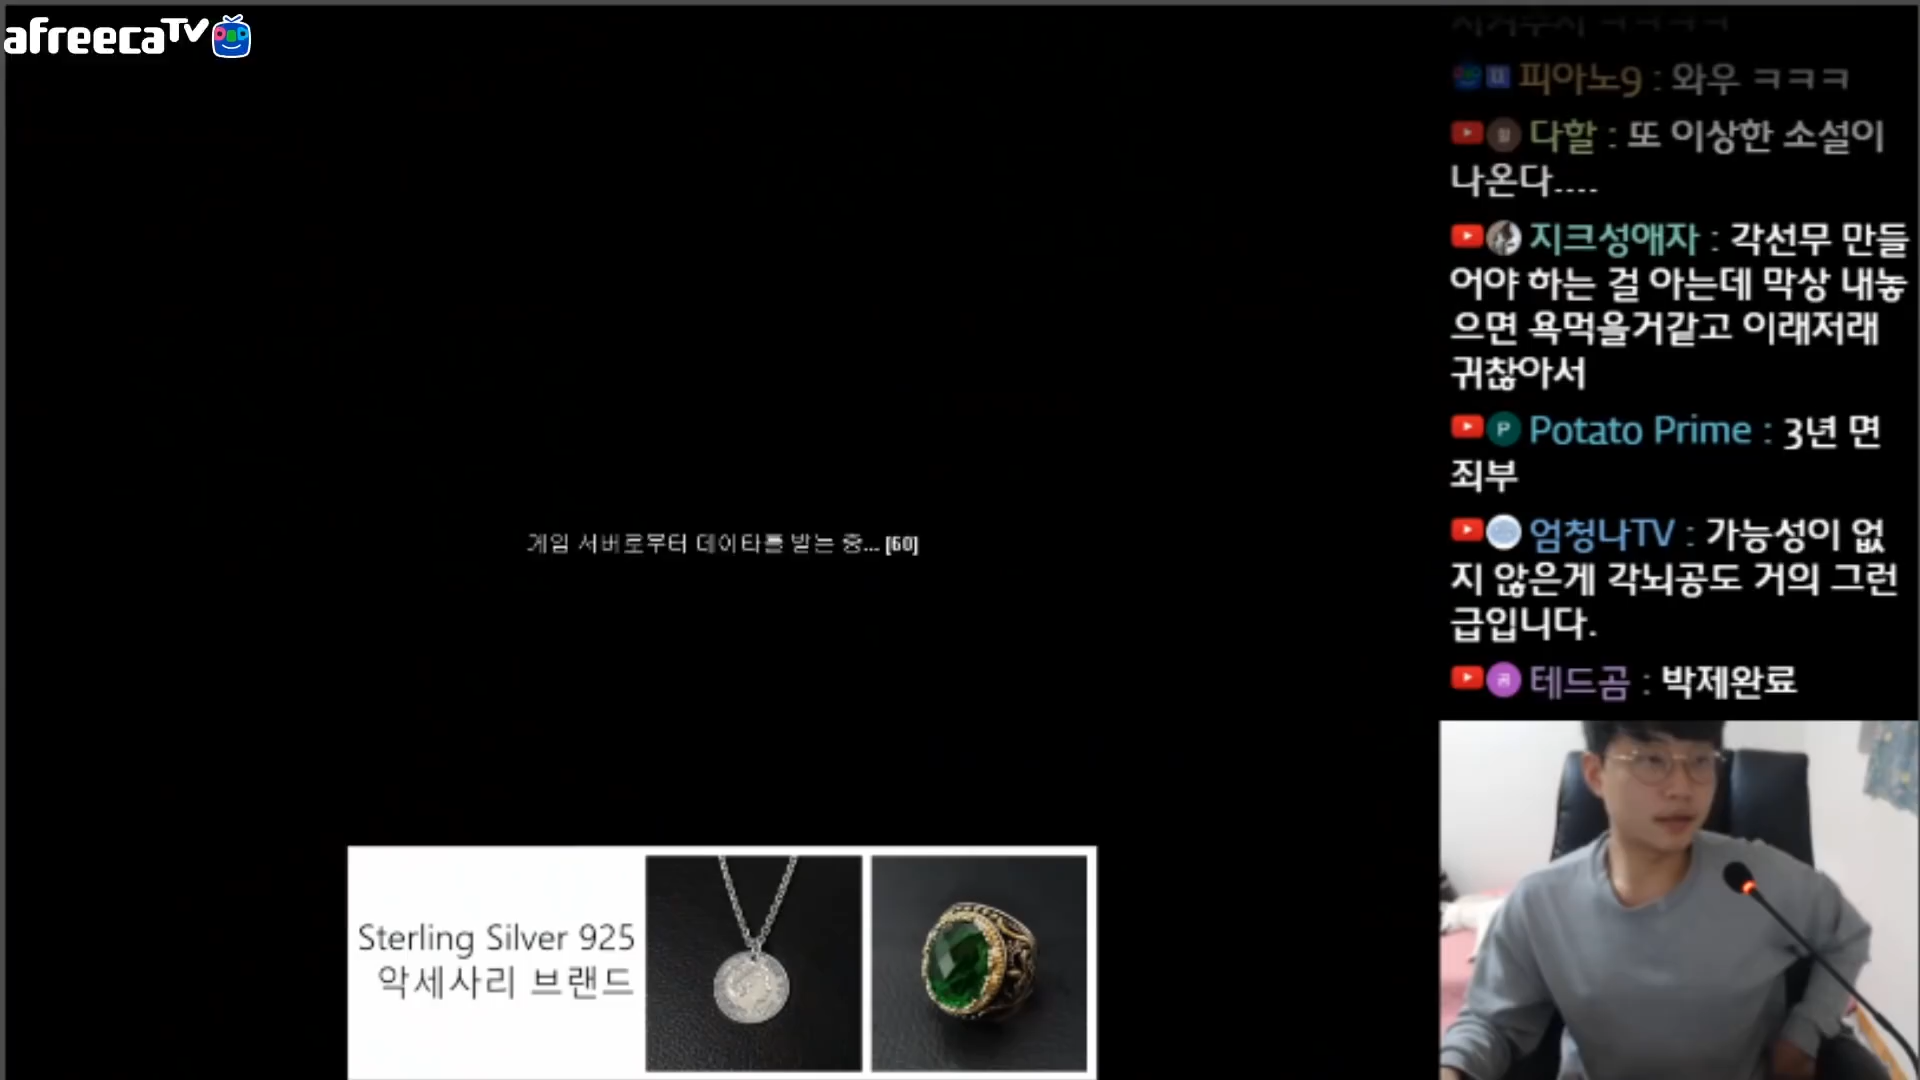 afreecaTV
피아노9 : 와우 ㅋㅋㅋ
다할 : 또 이상한 소설이
나온다....
지크성애자 : 각선무 만들
어야 하는 걸 아는데 막상 내놓
으면 욕먹을거같고 이래저래
귀찮아서
P Potato Prime : 3년 면
죄부
엄청나TV : 가능성이 없
지 않은게 각뇌공도 거의 그런
급입니다.
곰 테드곰 : 박제완료
게임 서버로부터 데이타를 받는 중... [60]
Sterling Silver 925
악세사리 브랜드